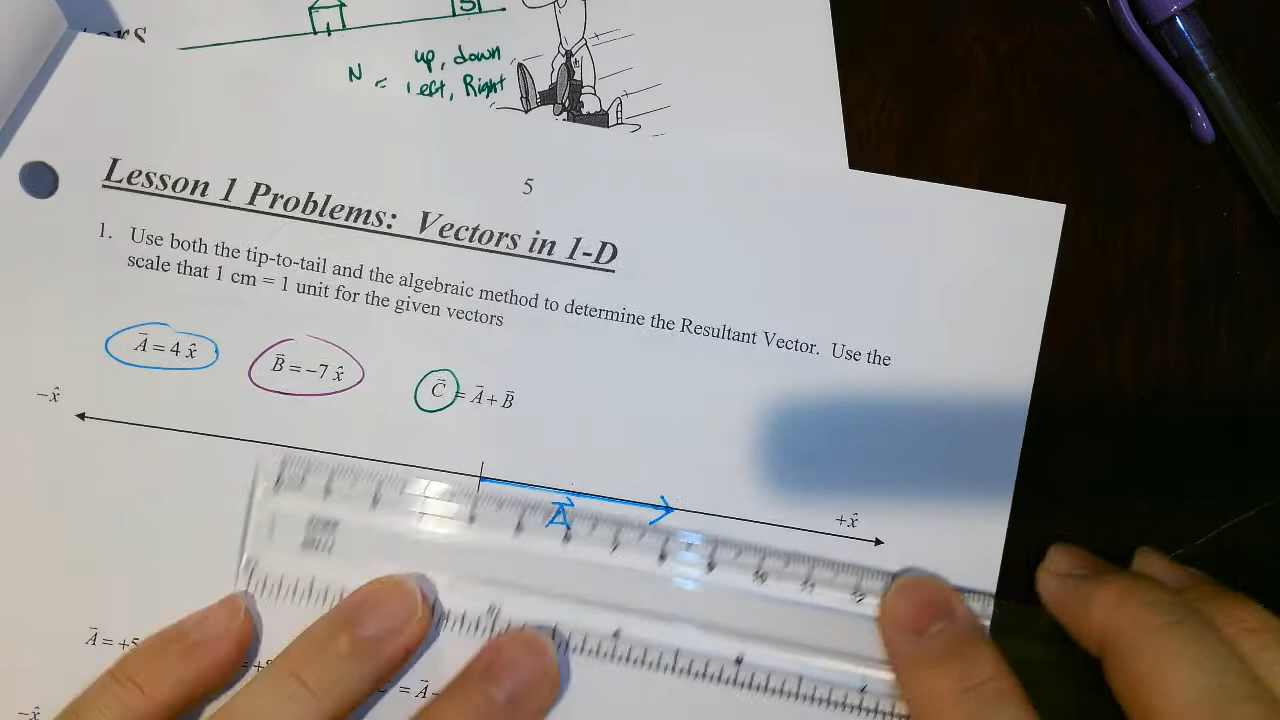 up, down
N = left, Right
5
Lesson 1 Problems: Vectors in 1-D
1. Use both the tip-to-tail and the algebraic method to determine the Resultant Vector. Use the
scale that 1 cm = 1 unit for the given vectors
A⃗ = 4 x̂
B⃗ = −7 x̂
C⃗ = A⃗ + B⃗
−x̂
A⃗
+x̂
A⃗ = +5
= A⃗ −
−x̂